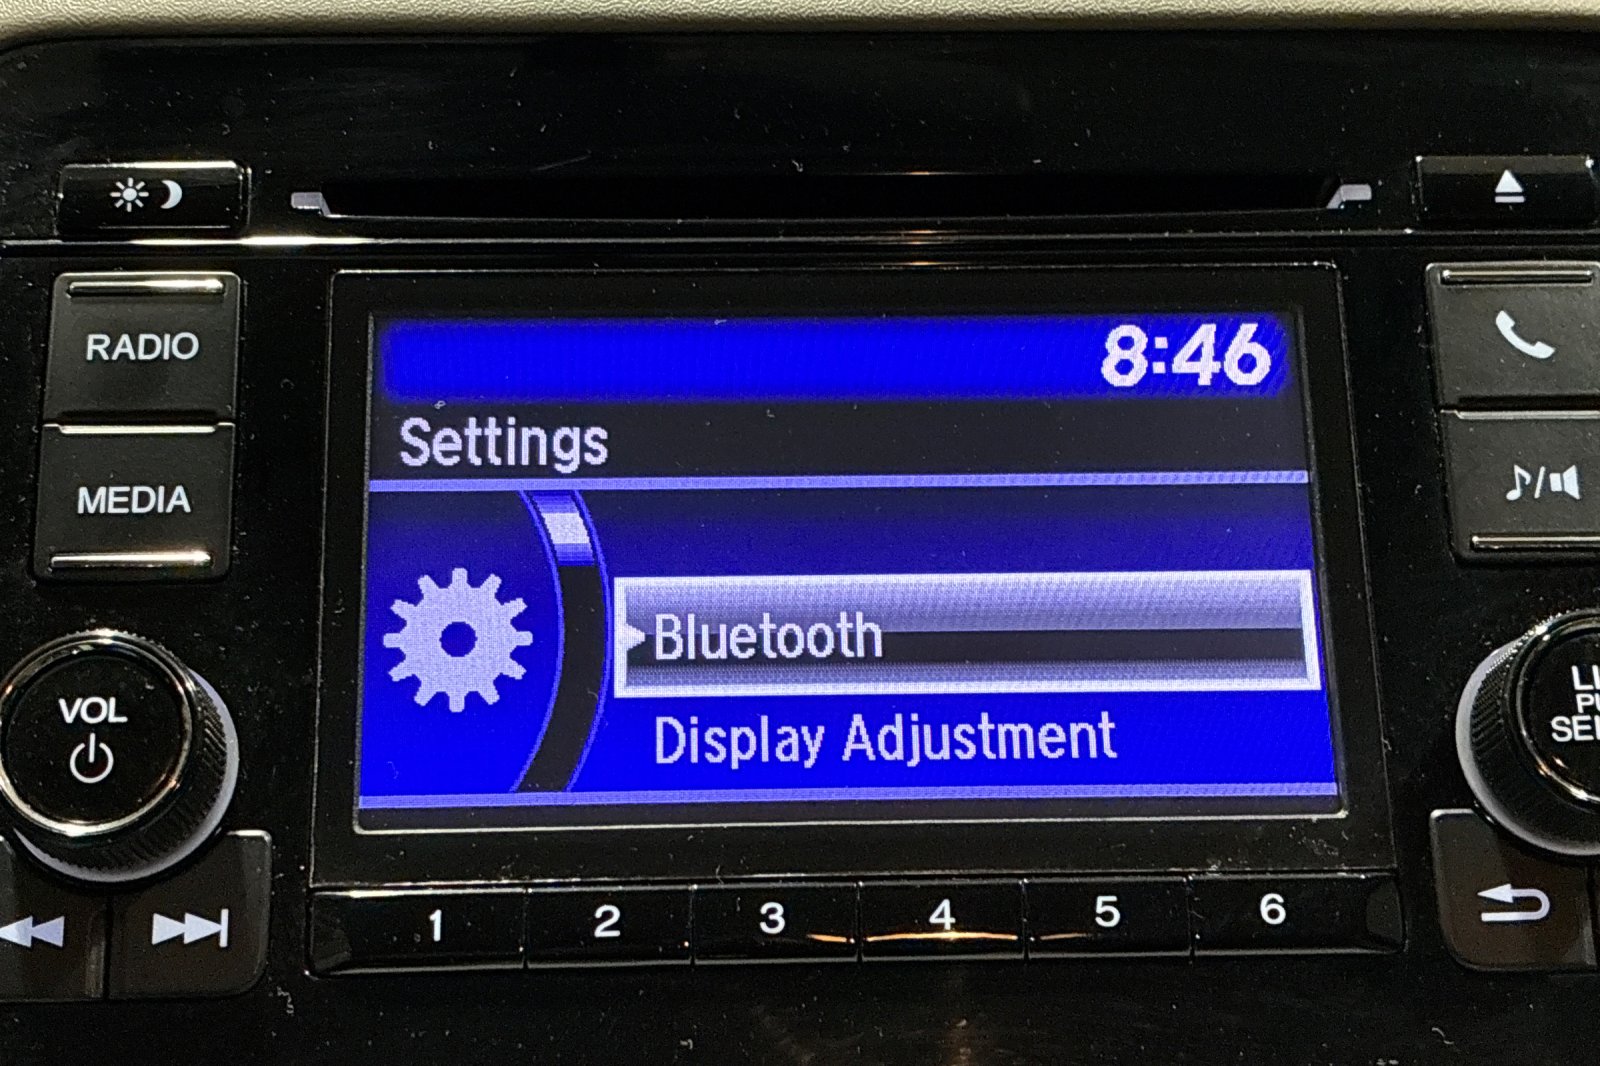 RADIO
MEDIA
VOL
8:46
Settings
Bluetooth
Display Adjustment
1 2 3 4 5 6